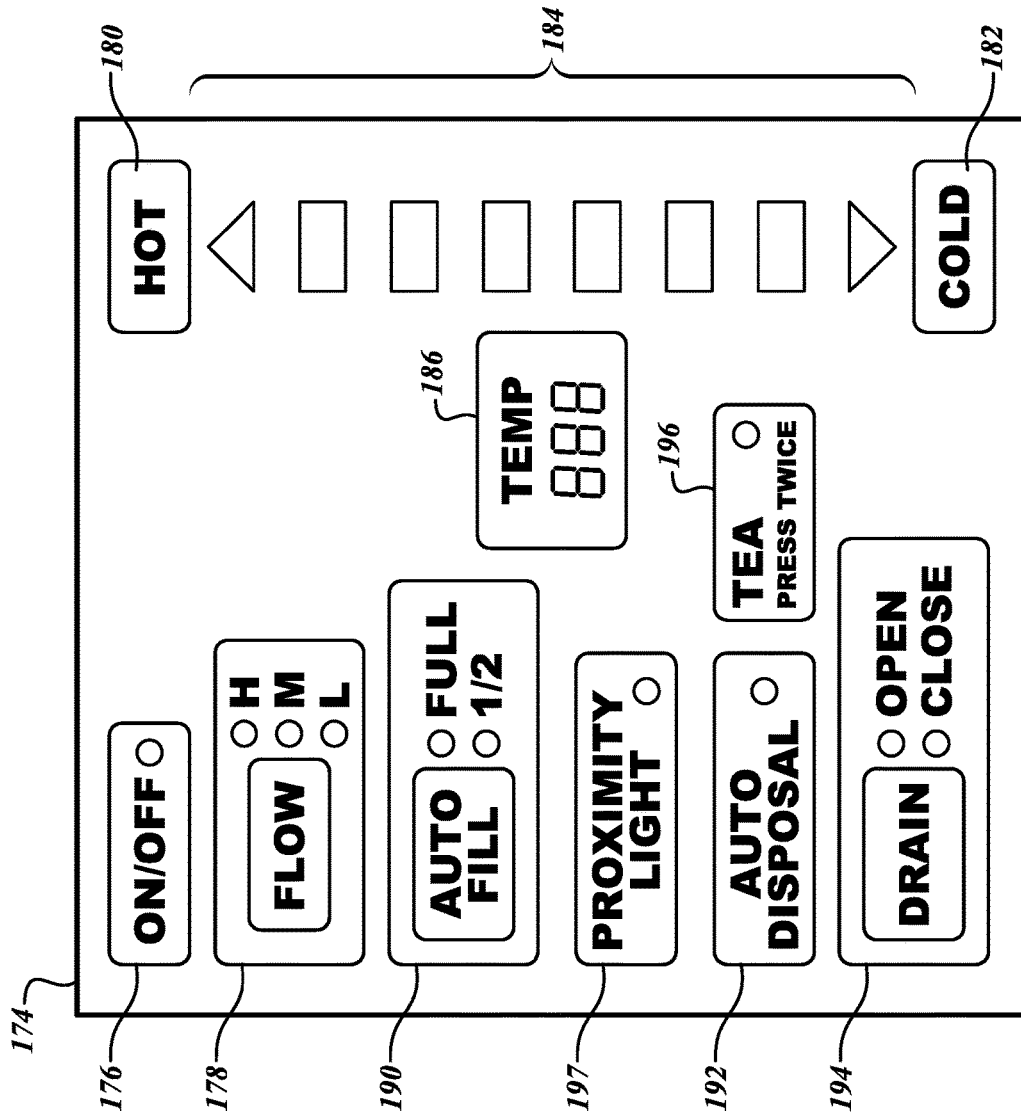 174
176
ON/OFF
178
FLOW
H
M
L
190
AUTO
FILL
FULL
1/2
197
PROXIMITY
LIGHT
192
AUTO
DISPOSAL
194
DRAIN
OPEN
CLOSE
186
TEMP
888
196
TEA
PRESS TWICE
180
HOT
184
182
COLD